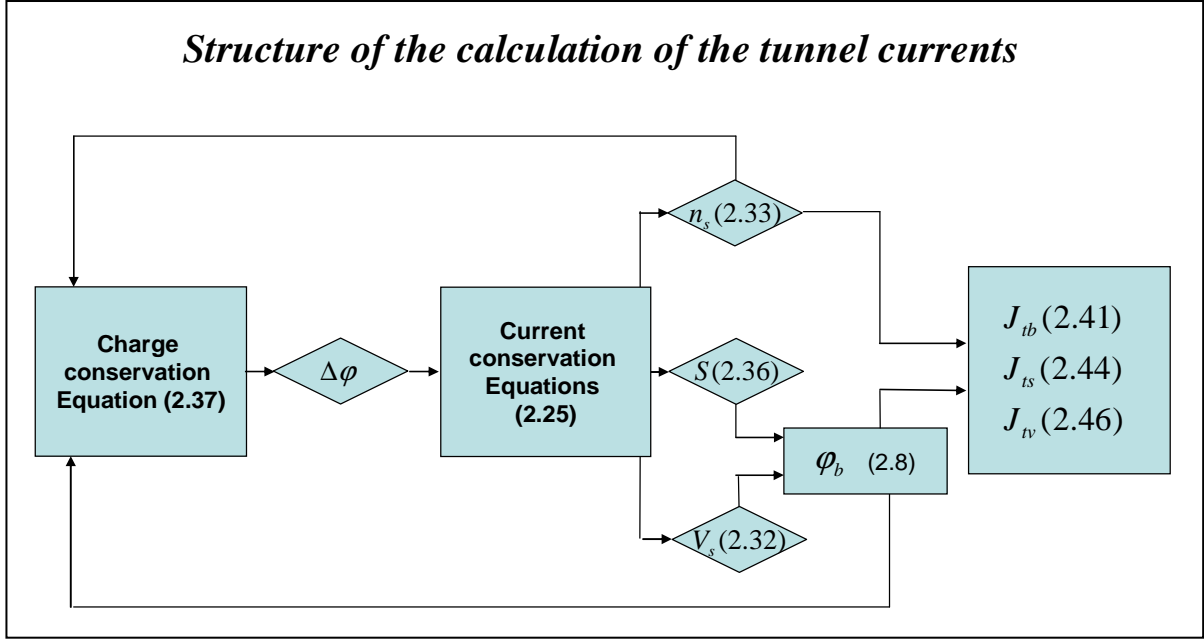 Structure of the calculation of the tunnel currents
Charge
conservation
Equation (2.37)
Δφ
Current
conservation
Equations
(2.25)
n_s(2.33)
S(2.36)
V_s(2.32)
φ_b (2.8)
J_tb(2.41)
J_ts(2.44)
J_tv(2.46)